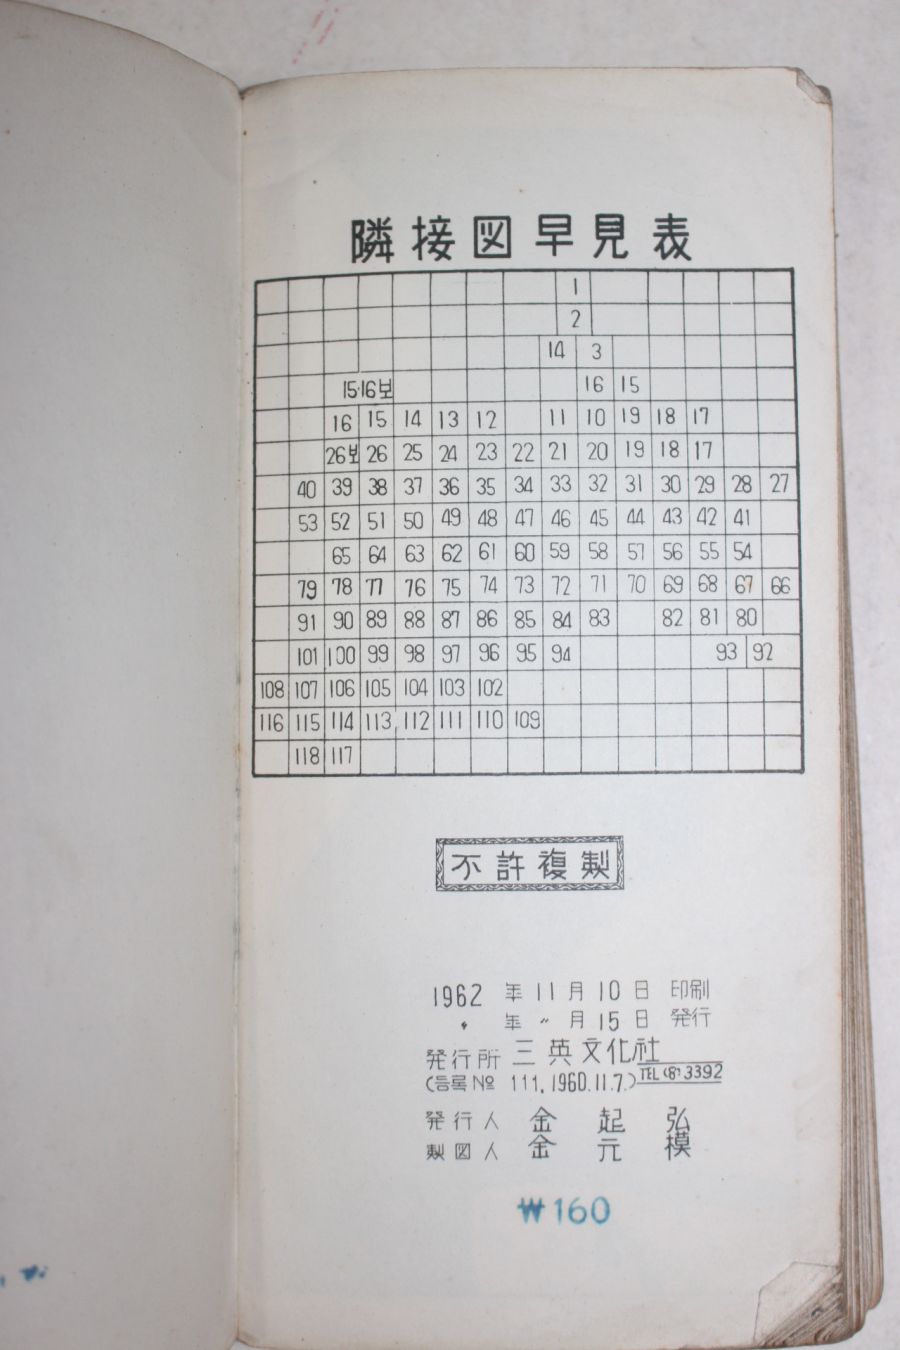 隣接図早見表
1
2
14 3
15·16보 16 15
16 15 14 13 12 11 10 19 18 17
26보 26 25 24 23 22 21 20 19 18 17
40 39 38 37 36 35 34 33 32 31 30 29 28 27
53 52 51 50 49 48 47 46 45 44 43 42 41
65 64 63 62 61 60 59 58 57 56 55 54
79 78 77 76 75 74 73 72 71 70 69 68 67 66
91 90 89 88 87 86 85 84 83 82 81 80
101 100 99 98 97 96 95 94 93 92
108 107 106 105 104 103 102
116 115 114 113 112 111 110 109
118 117
不許複製
1962 年 11 月 10 日 印刷
〃 年 〃 月 15 日 発行
発行所 三英文化社
(등록 № 111, 1960.11.7.) TEL (8) 3392
発行人 金起弘
製図人 金元模
₩160